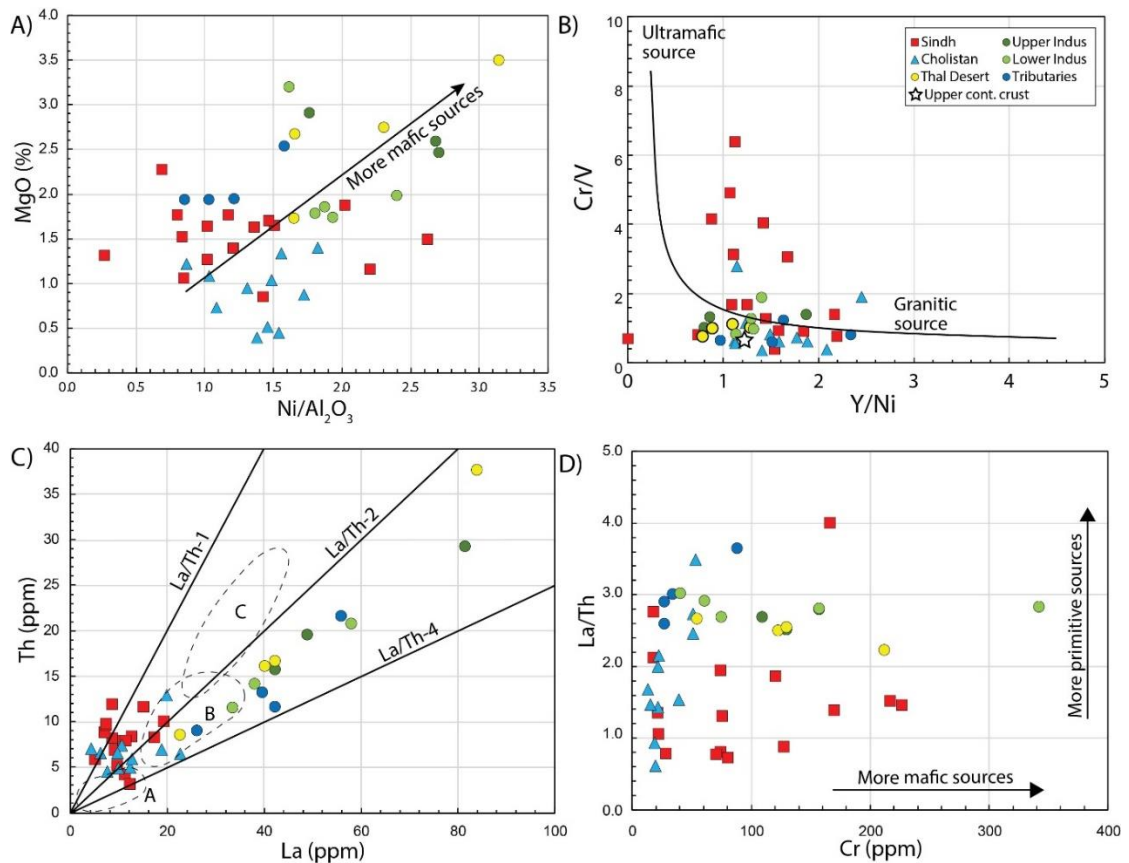 A)
4.0
3.5
3.0
2.5
2.0
1.5
1.0
0.5
0.0
MgO (%)
More mafic sources
0.0 0.5 1.0 1.5 2.0 2.5 3.0 3.5
Ni/Al₂O₃
B)
10
8
6
4
2
0
Cr/V
Ultramafic
source
Sindh
Cholistan
Thal Desert
Upper cont. crust
Upper Indus
Lower Indus
Tributaries
Granitic
source
0 1 2 3 4 5
Y/Ni
C)
40
35
30
25
20
15
10
5
0
Th (ppm)
La/Th-1
La/Th-2
La/Th-4
C
B
A
0 20 40 60 80 100
La (ppm)
D)
5.0
4.0
3.0
2.0
1.0
0.0
La/Th
More primitive sources
More mafic sources
0 100 200 300 400
Cr (ppm)